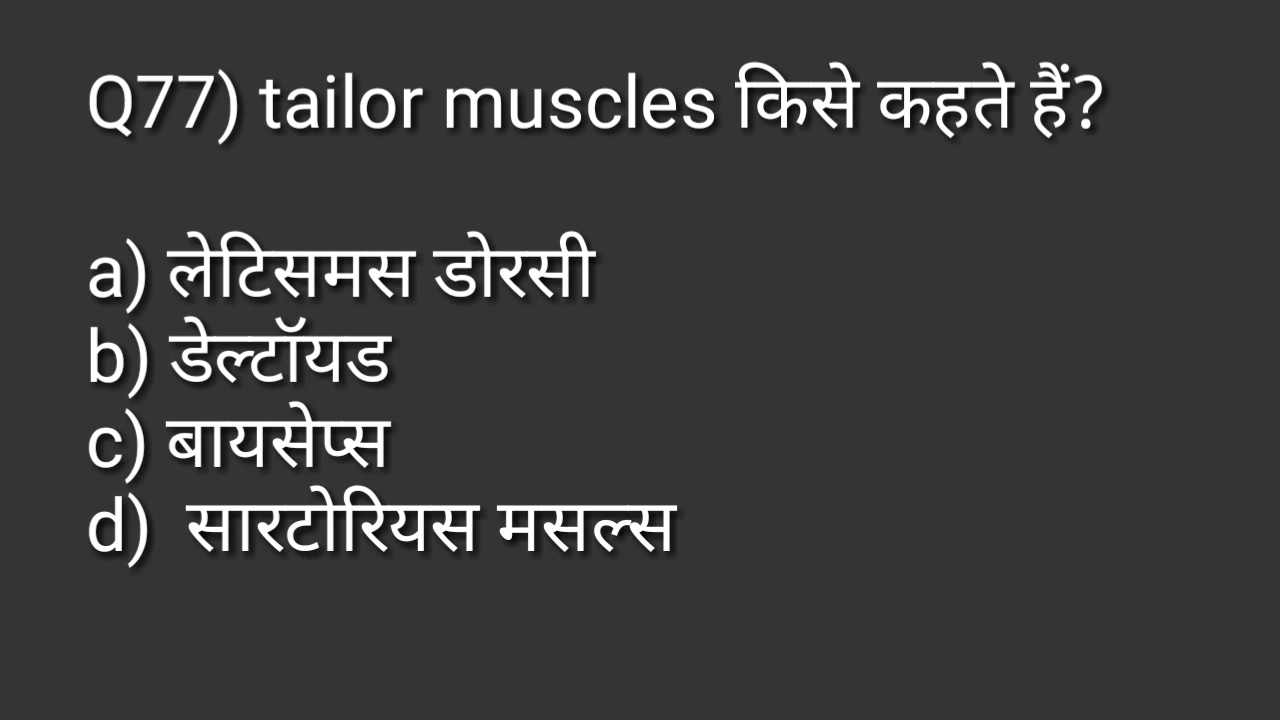 Q77) tailor muscles किसे कहते हैं?
a) लेटिसमस डोरसी
b) डेल्टॉयड
c) बायसेप्स
d) सारटोरियस मसल्स